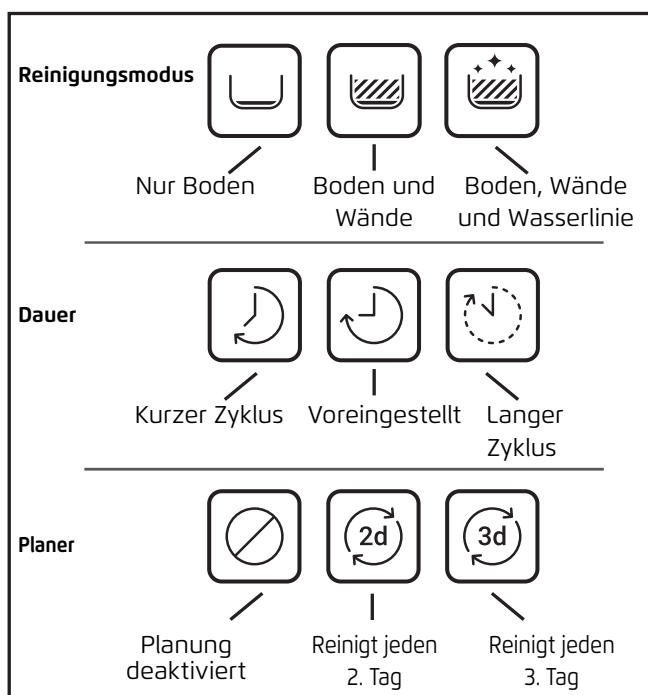 Reinigungsmodus
Nur Boden
Boden und
Wände
Boden, Wände
und Wasserlinie
Dauer
Kurzer Zyklus
Voreingestellt
Langer
Zyklus
Planer
2d
3d
Planung
deaktiviert
Reinigt jeden
2. Tag
Reinigt jeden
3. Tag